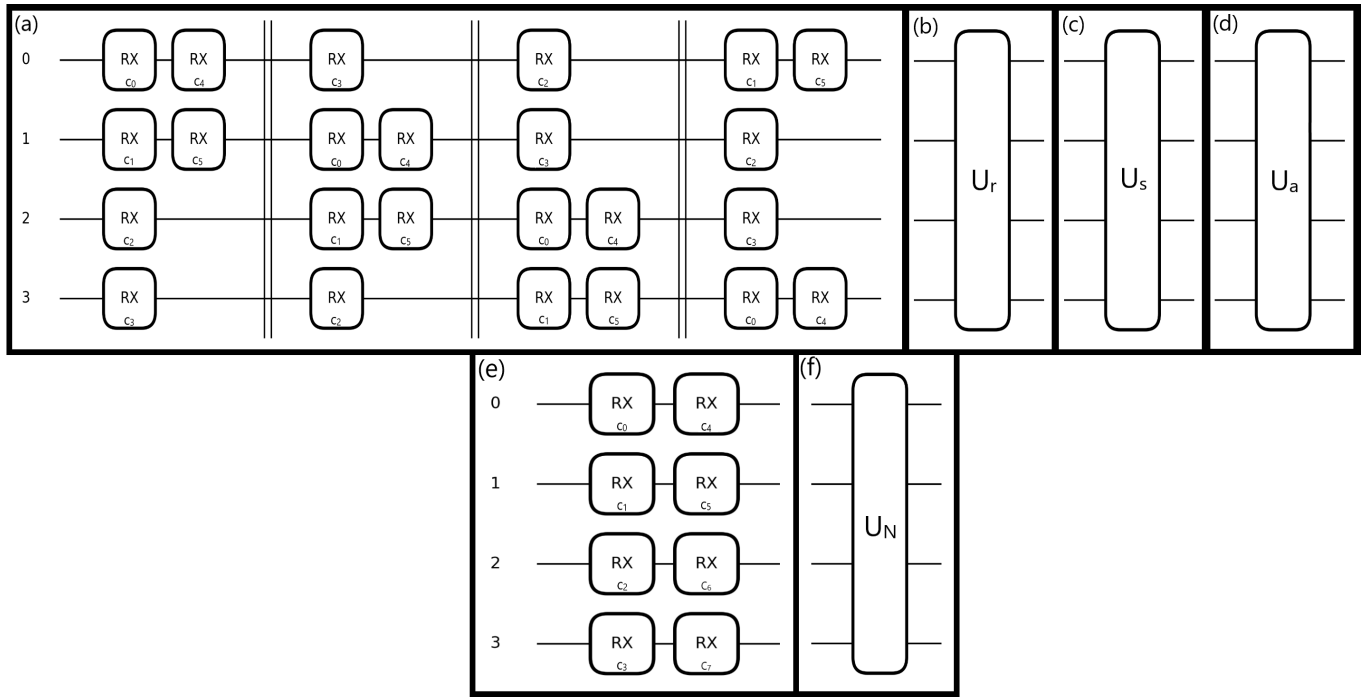 (a) (b) (c) (d)
0 RX C₀ RX C₄ RX C₃ RX C₂ RX C₁ RX C₅
1 RX C₁ RX C₅ RX C₀ RX C₄ RX C₃ RX C₂
2 RX C₂ RX C₁ RX C₅ RX C₀ RX C₄ RX C₃
3 RX C₃ RX C₂ RX C₁ RX C₅ RX C₀ RX C₄
Uᵣ Uₛ Uₐ
(e) (f)
0 RX C₀ RX C₄
1 RX C₁ RX C₅
2 RX C₂ RX C₆
3 RX C₃ RX C₇
U_N